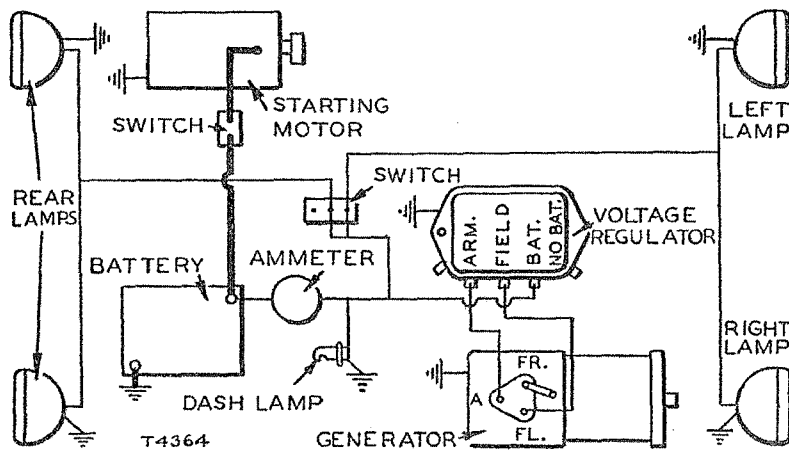 STARTING
MOTOR
SWITCH
LEFT
LAMP
REAR
LAMPS
SWITCH
ARM.
FIELD
BAT.
NO BAT.
VOLTAGE
REGULATOR
BATTERY
AMMETER
RIGHT
LAMP
DASH LAMP
FR.
A
FL.
GENERATOR
T4364